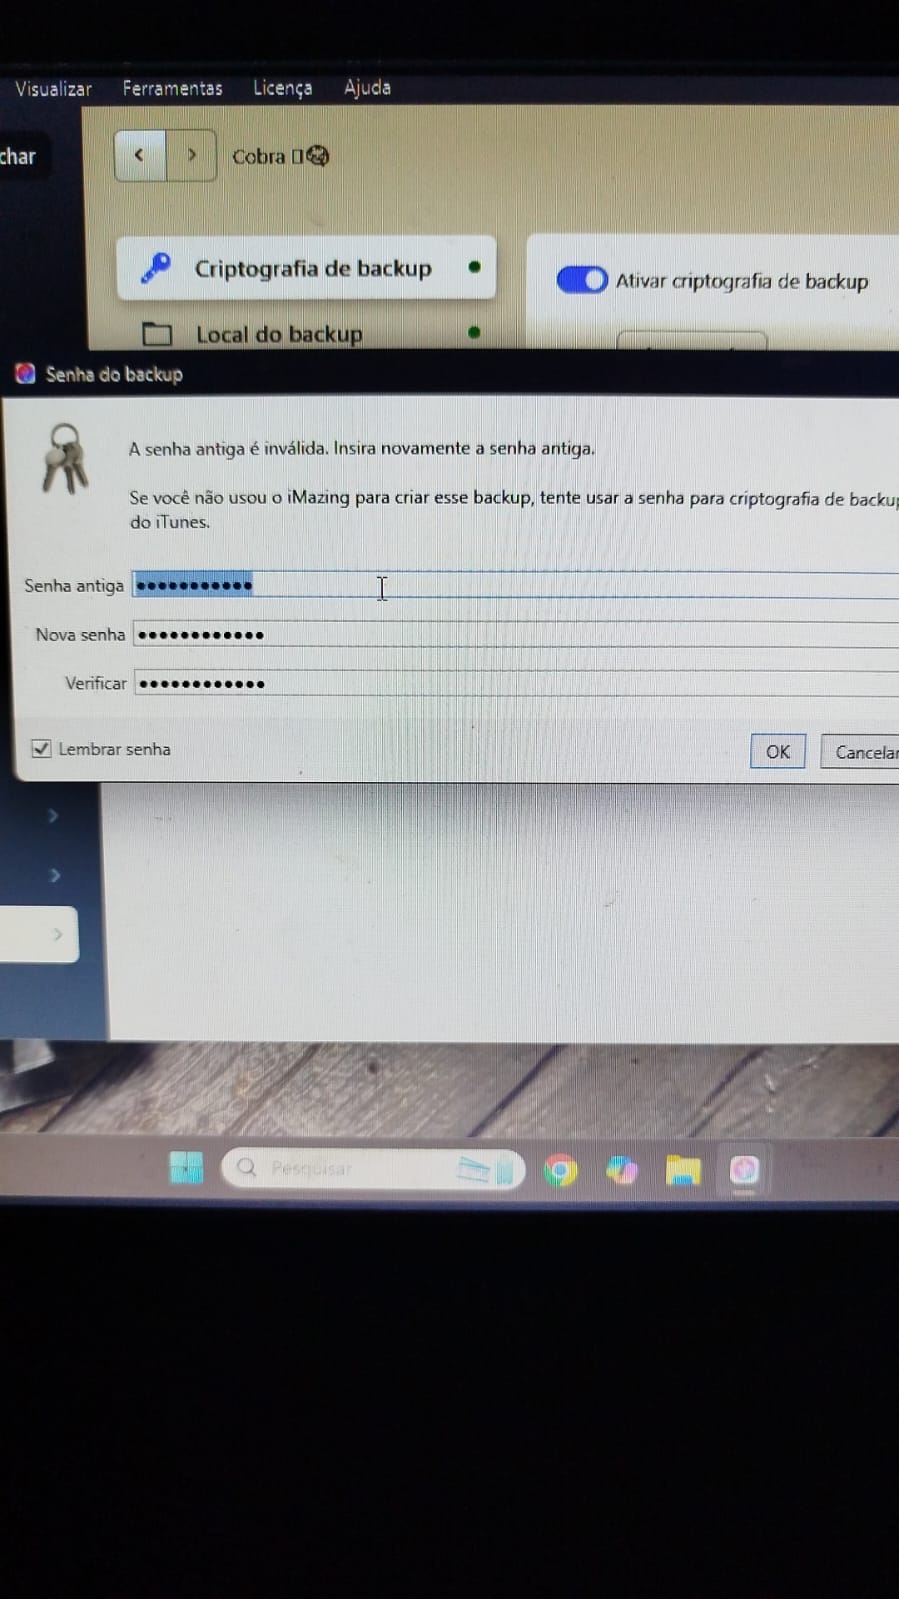 Visualizar Ferramentas Licença Ajuda
char
Cobra
Criptografia de backup
Ativar criptografia de backup
Local do backup
Senha do backup
A senha antiga é inválida. Insira novamente a senha antiga.
Se você não usou o iMazing para criar esse backup, tente usar a senha para criptografia de backup
do iTunes.
Senha antiga •••••••••••
Nova senha ••••••••••••
Verificar ••••••••••••
Lembrar senha
OK Cancelar
Pesquisar